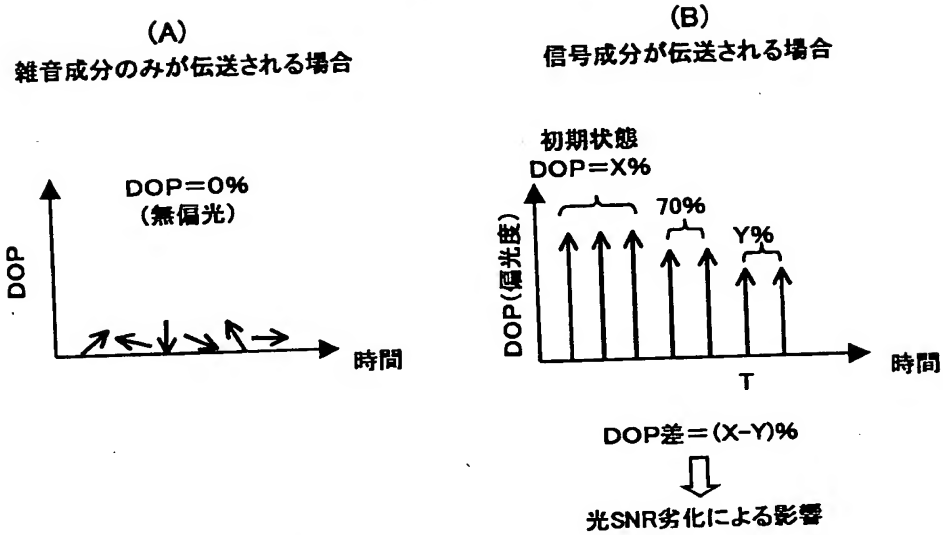 (A)
雑音成分のみが伝送される場合
DOP=0%
(無偏光)
DOP
時間
(B)
信号成分が伝送される場合
初期状態
DOP=X%
70%
Y%
DOP(偏光度)
時間
T
DOP差=(X-Y)%
光SNR劣化による影響